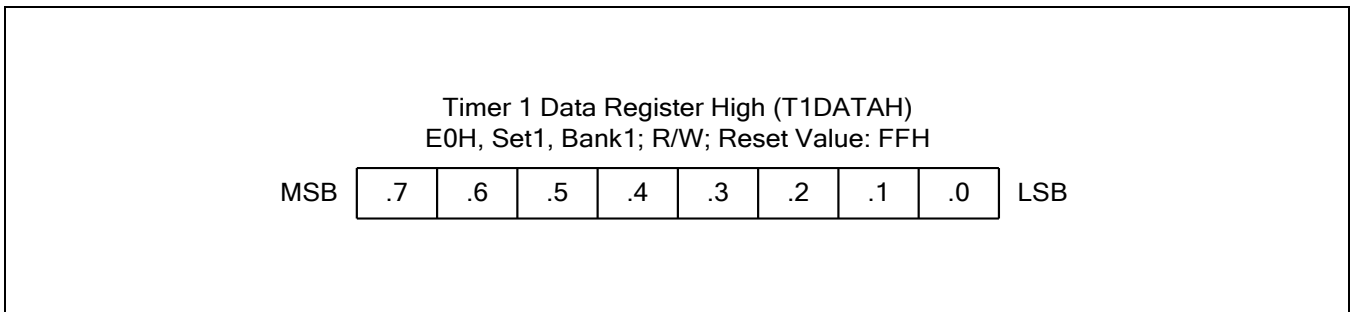 Timer 1 Data Register High (T1DATAH)
E0H, Set1, Bank1; R/W; Reset Value: FFH
MSB .7 .6 .5 .4 .3 .2 .1 .0 LSB